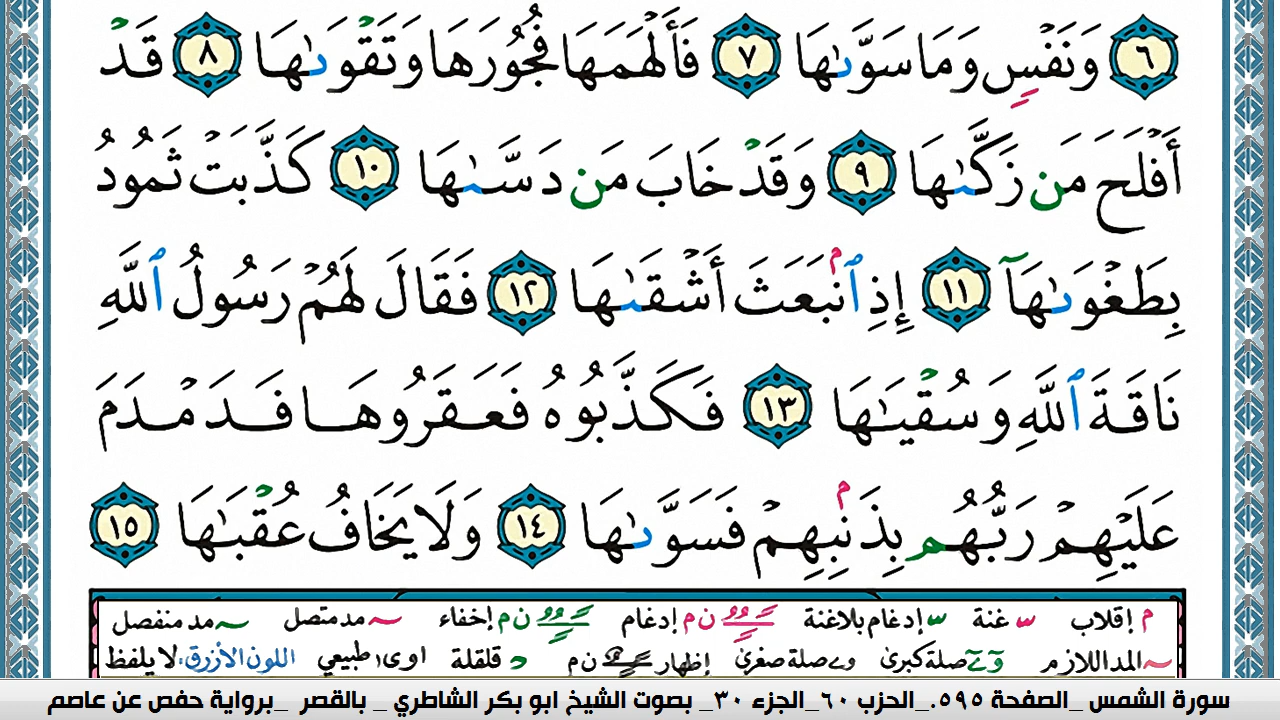 ٦ وَنَفْسٍ وَمَا سَوَّىٰهَا ٧ فَأَلْهَمَهَا فُجُورَهَا وَتَقْوَىٰهَا ٨ قَدْ
أَفْلَحَ مَن زَكَّىٰهَا ٩ وَقَدْ خَابَ مَن دَسَّىٰهَا ١٠ كَذَّبَتْ ثَمُودُ
بِطَغْوَىٰهَآ ١١ إِذِ ٱنۢبَعَثَ أَشْقَىٰهَا ١٢ فَقَالَ لَهُمْ رَسُولُ ٱللَّهِ
نَاقَةَ ٱللَّهِ وَسُقْيَـٰهَا ١٣ فَكَذَّبُوهُ فَعَقَرُوهَا فَدَمْدَمَ
عَلَيْهِمْ رَبُّهُم بِذَنۢبِهِمْ فَسَوَّىٰهَا ١٤ وَلَا يَخَافُ عُقْبَـٰهَا ١٥
م إقلاب غنة إدغام بلاغنة ن م إدغام ن م إخفاء مد متصل مد منفصل
المد اللازم صلة كبرى صلة صغرى إظهار ن م قلقلة اوى طبيعي اللون الأزرق: لا يلفظ
سورة الشمس _الصفحة ٥٩٥._الحزب ٦٠_الجزء ٣٠_ بصوت الشيخ ابو بكر الشاطري _ بالقصر _برواية حفص عن عاصم